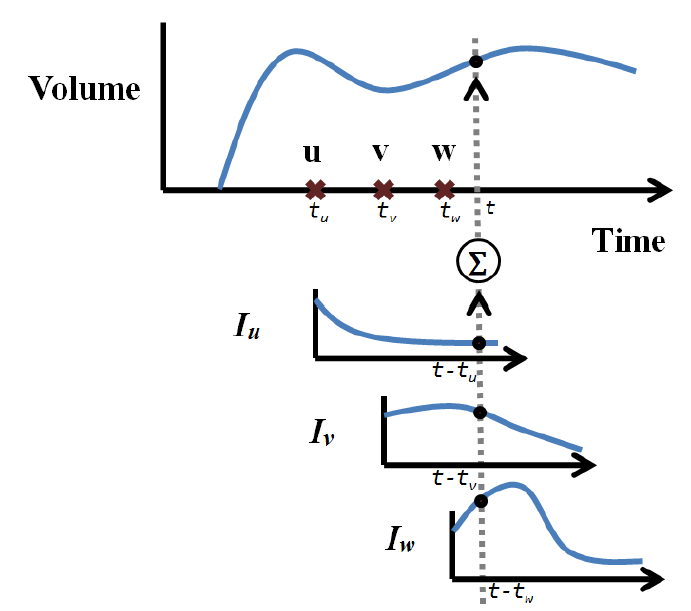 Volume
u v w
t_u t_v t_w t
Time
Σ
I_u
t-t_u
I_v
t-t_v
I_w
t-t_w